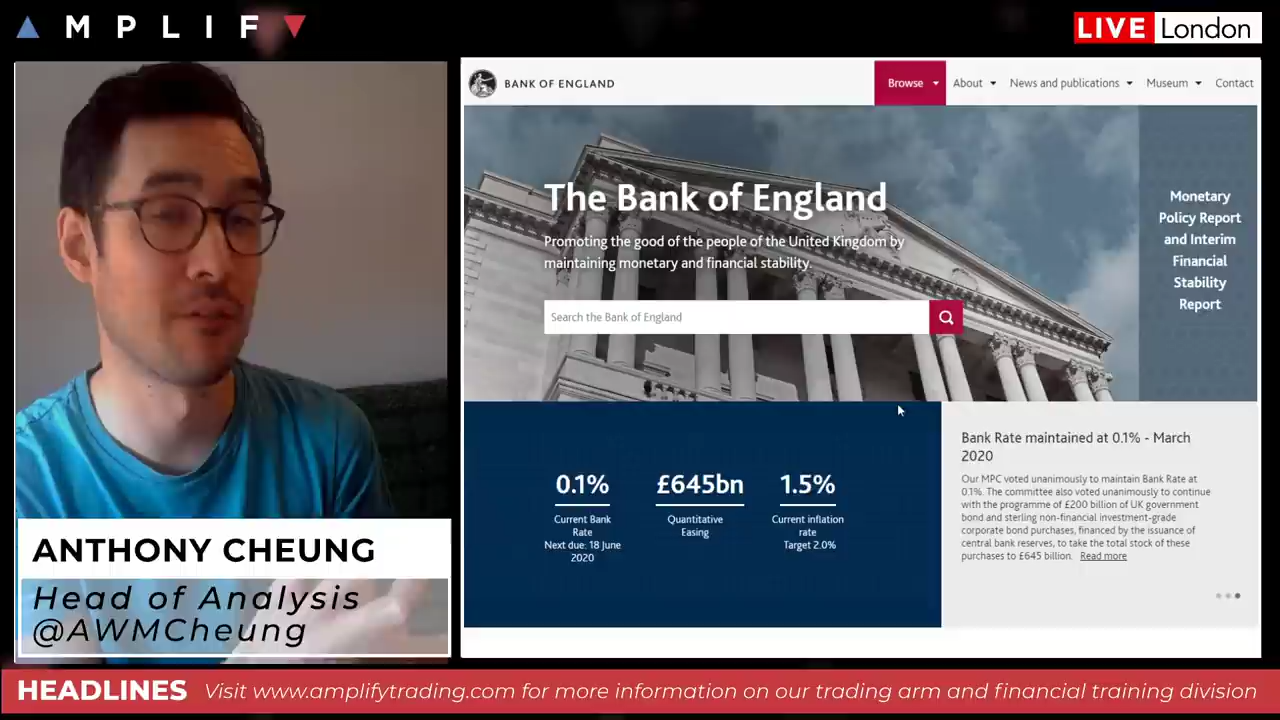 AMPLIFY
LIVE London
BANK OF ENGLAND
Browse
About
News and publications
Museum
Contact
The Bank of England
Promoting the good of the people of the United Kingdom by
maintaining monetary and financial stability.
Search the Bank of England
Monetary
Policy Report
and Interim
Financial
Stability
Report
0.1%
Current Bank
Rate
Next due: 18 June
2020
£645bn
Quantitative
Easing
1.5%
Current inflation
rate
Target 2.0%
Bank Rate maintained at 0.1% - March
2020
Our MPC voted unanimously to maintain Bank Rate at
0.1%. The committee also voted unanimously to continue
with the programme of £200 billion of UK government
bond and sterling non-financial investment-grade
corporate bond purchases, financed by the issuance of
central bank reserves, to take the total stock of these
purchases to £645 billion. Read more
ANTHONY CHEUNG
Head of Analysis
@AWMCheung
HEADLINES Visit www.amplifytrading.com for more information on our trading arm and financial training division